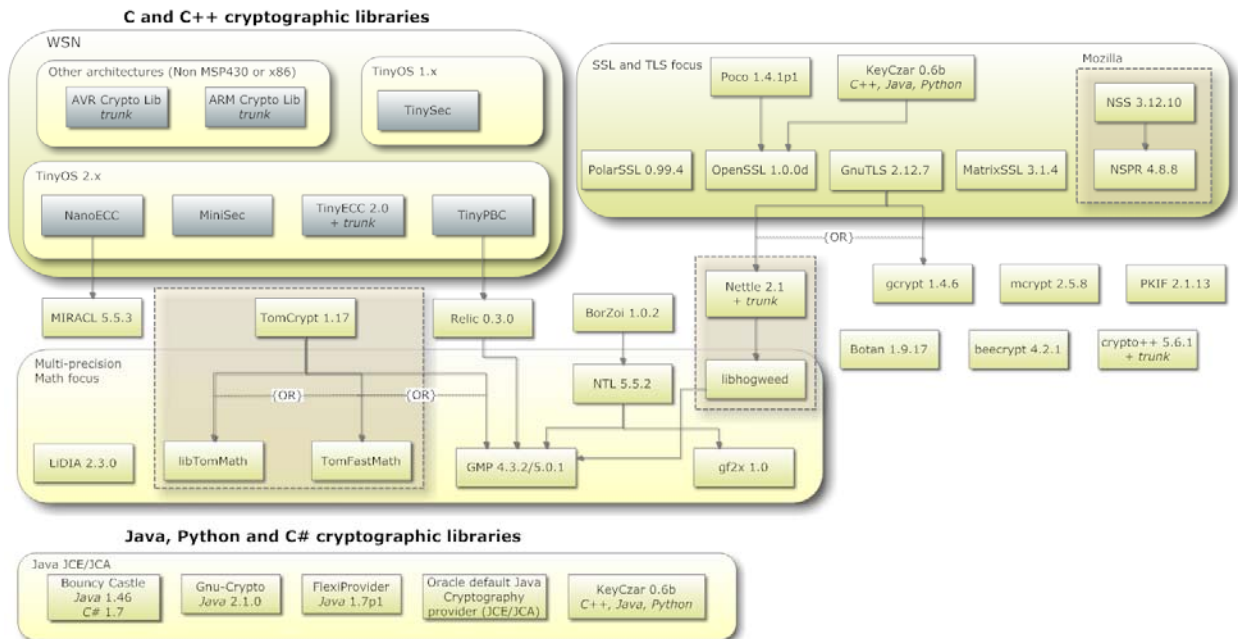 C and C++ cryptographic libraries
WSN
Other architectures (Non MSP430 or x86)
AVR Crypto Lib
trunk
ARM Crypto Lib
trunk
TinyOS 1.x
TinySec
TinyOS 2.x
NanoECC
MiniSec
TinyECC 2.0
+ trunk
TinyPBC
SSL and TLS focus
Poco 1.4.1p1
KeyCzar 0.6b
C++, Java, Python
Mozilla
NSS 3.12.10
PolarSSL 0.99.4
OpenSSL 1.0.0d
GnuTLS 2.12.7
MatrixSSL 3.1.4
NSPR 4.8.8
{OR}
MIRACL 5.5.3
TomCrypt 1.17
Relic 0.3.0
BorZoi 1.0.2
Nettle 2.1
+ trunk
gcrypt 1.4.6
mcrypt 2.5.8
PKIF 2.1.13
Botan 1.9.17
beecrypt 4.2.1
crypto++ 5.6.1
+ trunk
Multi-precision
Math focus
NTL 5.5.2
libhogweed
{OR}
{OR}
LiDIA 2.3.0
libTomMath
TomFastMath
GMP 4.3.2/5.0.1
gf2x 1.0
Java, Python and C# cryptographic libraries
Java JCE/JCA
Bouncy Castle
Java 1.46
C# 1.7
Gnu-Crypto
Java 2.1.0
FlexiProvider
Java 1.7p1
Oracle default Java
Cryptography
provider (JCE/JCA)
KeyCzar 0.6b
C++, Java, Python